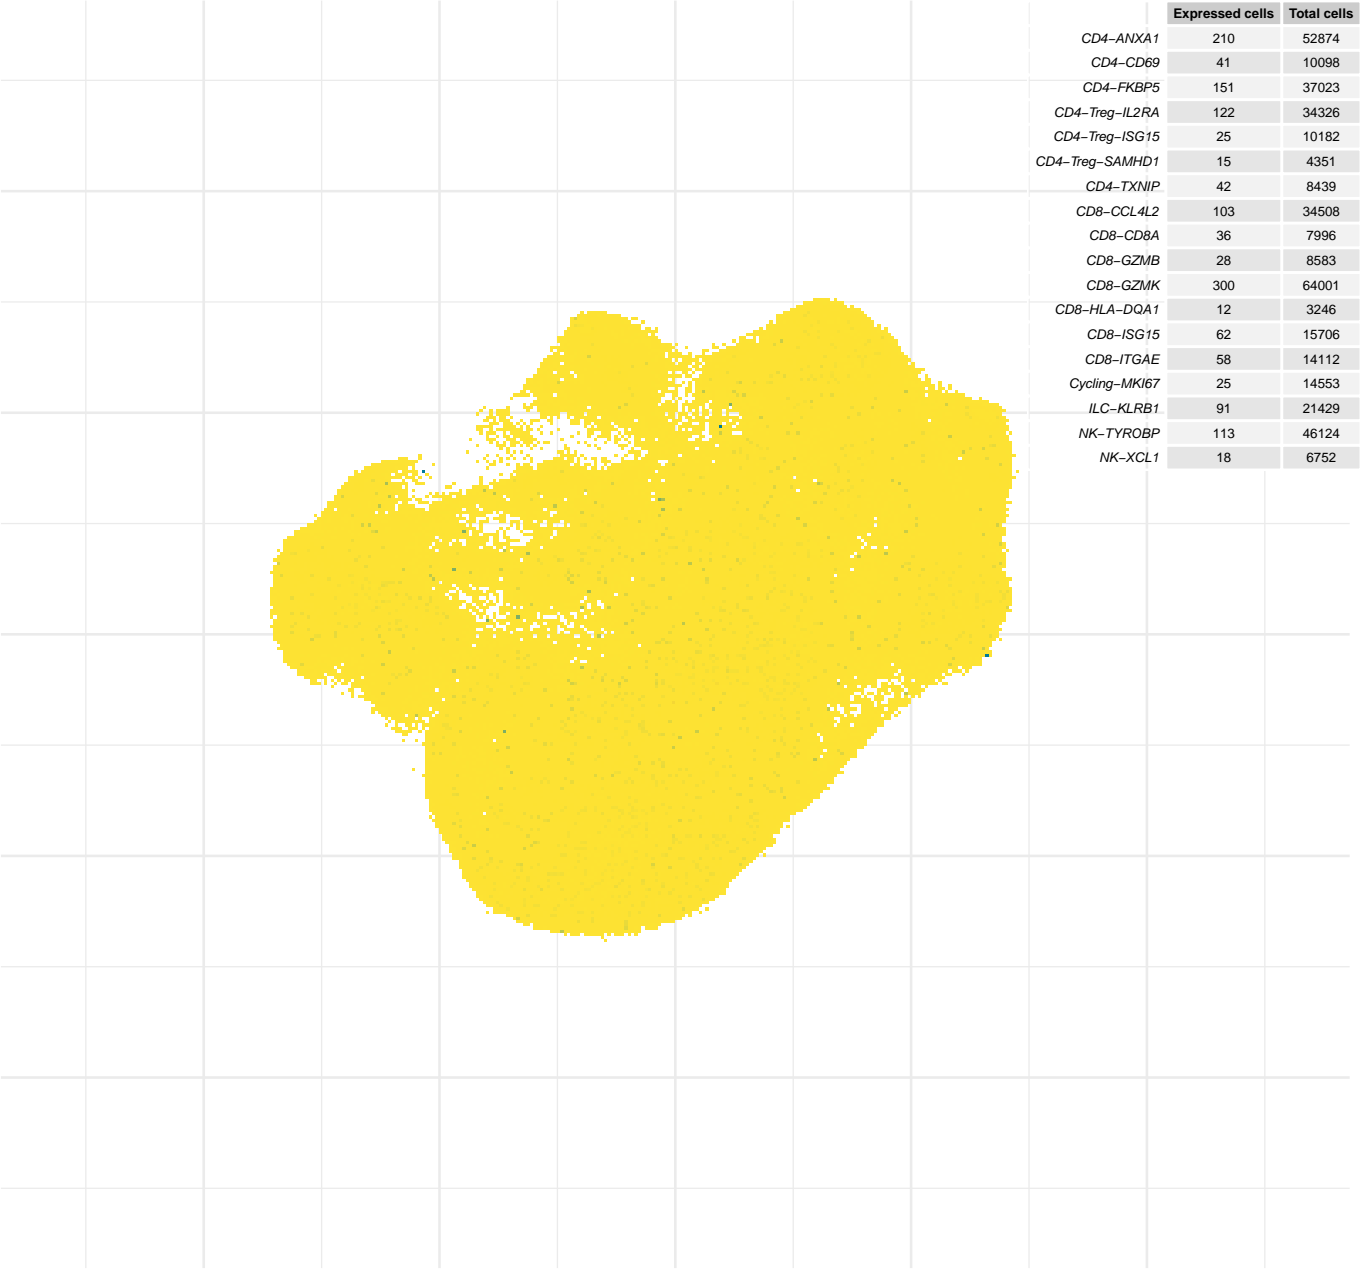 Expressed cells Total cells
CD4−ANXA1 210 52874
CD4−CD69 41 10098
CD4−FKBP5 151 37023
CD4−Treg−IL2RA 122 34326
CD4−Treg−ISG15 25 10182
CD4−Treg−SAMHD1 15 4351
CD4−TXNIP 42 8439
CD8−CCL4L2 103 34508
CD8−CD8A 36 7996
CD8−GZMB 28 8583
CD8−GZMK 300 64001
CD8−HLA−DQA1 12 3246
CD8−ISG15 62 15706
CD8−ITGAE 58 14112
Cycling−MKI67 25 14553
ILC−KLRB1 91 21429
NK−TYROBP 113 46124
NK−XCL1 18 6752